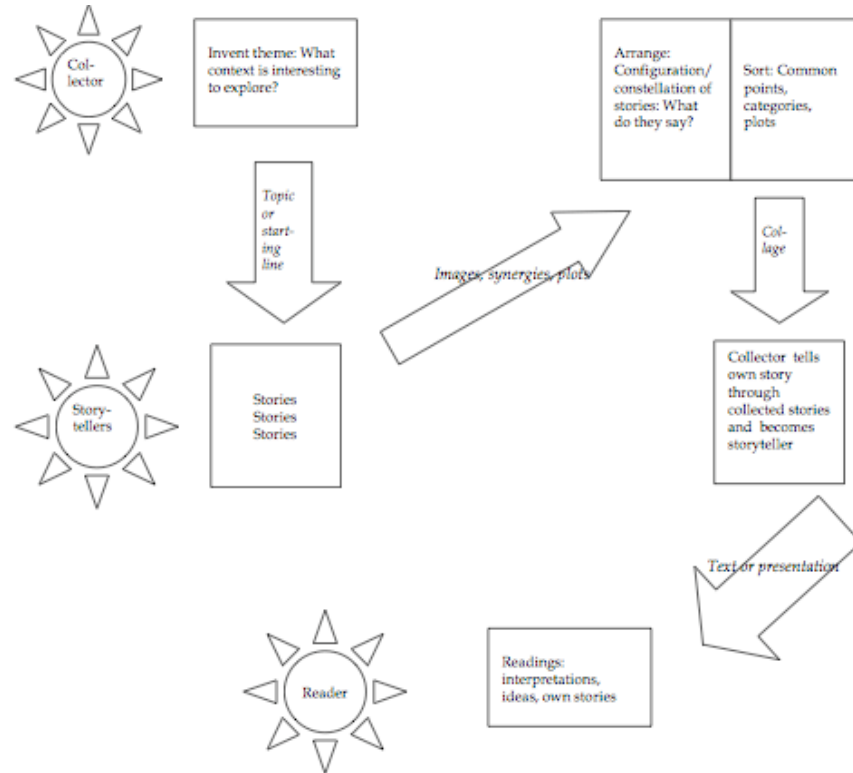 Col-
lector
Invent theme: What
context is interesting
to explore?
Arrange:
Configuration/
constellation of
stories: What
do they say?
Sort: Common
points,
categories,
plots
Topic
or
start-
ing
line
Images, synergies, plots
Col-
lage
Story-
tellers
Stories
Stories
Stories
Collector tells
own story
through
collected stories
and becomes
storyteller
Text or presentation
Reader
Readings:
interpretations,
ideas, own stories